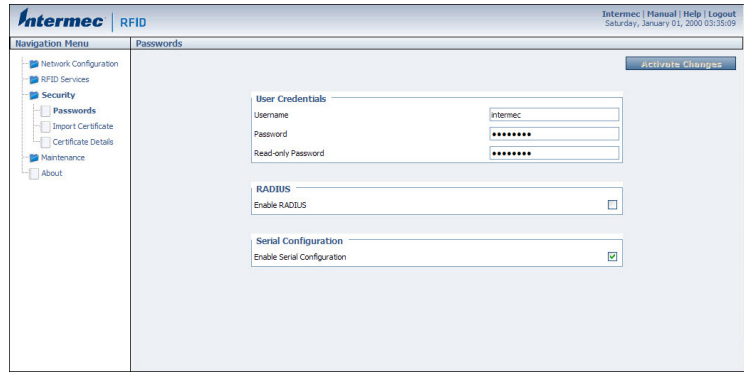 Intermec RFID
Intermec | Manual | Help | Logout
Saturday, January 01, 2000 03:35:09
Navigation Menu
Passwords
Network Configuration
RFID Services
Security
Passwords
Import Certificate
Certificate Details
Maintenance
About
Activate Changes
User Credentials
Username intermec
Password ••••••••
Read-only Password ••••••••
RADIUS
Enable RADIUS
Serial Configuration
Enable Serial Configuration